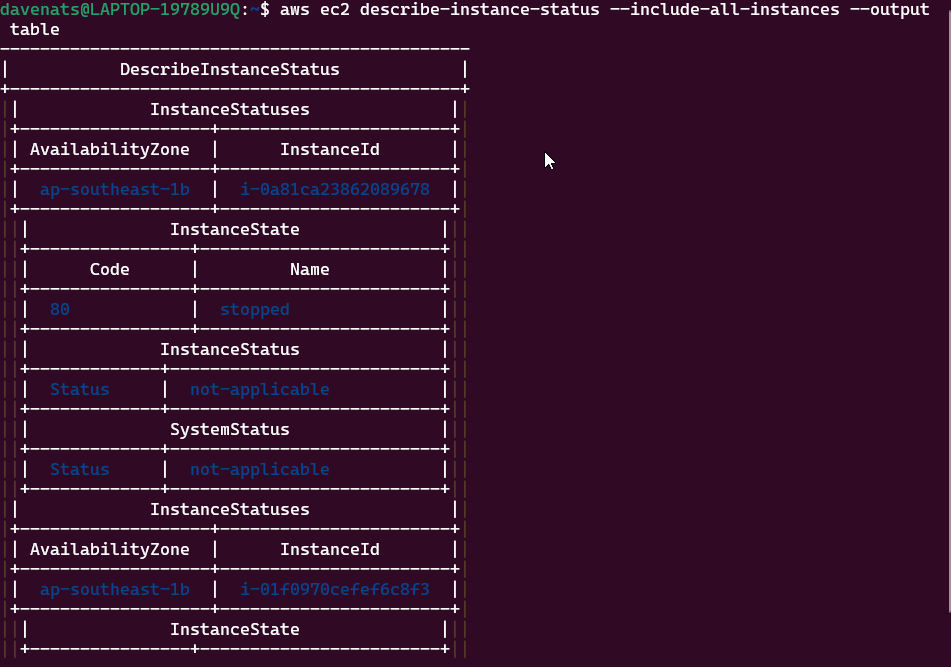 davenats@LAPTOP-19789U9Q:~$ aws ec2 describe-instance-status --include-all-instances --output
table
DescribeInstanceStatus
InstanceStatuses
AvailabilityZone | InstanceId
ap-southeast-1b | i-0a81ca23862089678
InstanceState
Code | Name
80 | stopped
InstanceStatus
Status | not-applicable
SystemStatus
Status | not-applicable
InstanceStatuses
AvailabilityZone | InstanceId
ap-southeast-1b | i-01f0970cefef6c8f3
InstanceState